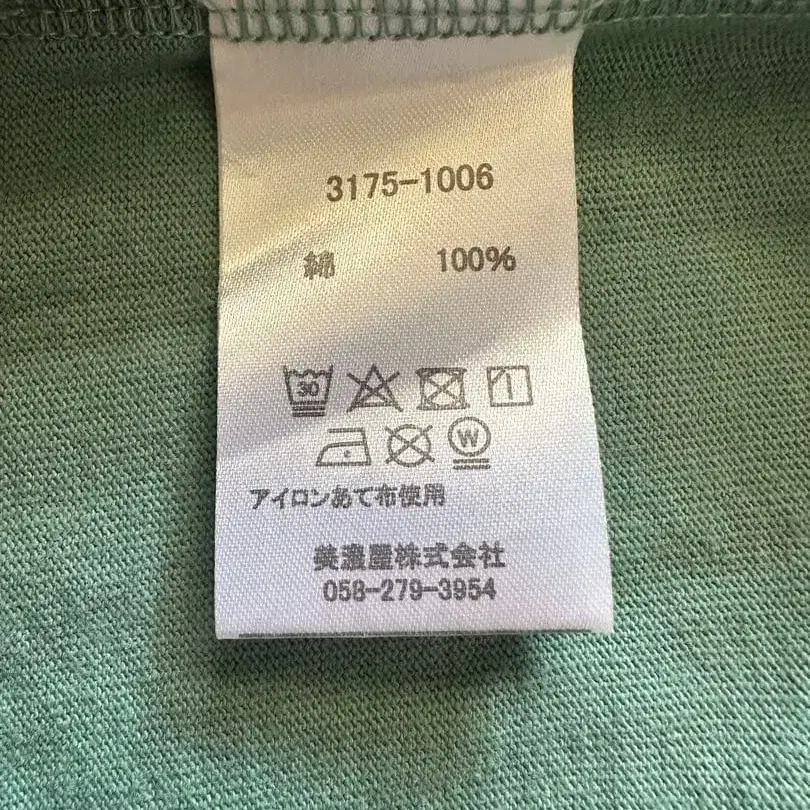 3175-1006
綿 100%
30
W
アイロンあて布使用
美濃屋株式会社
058-279-3954